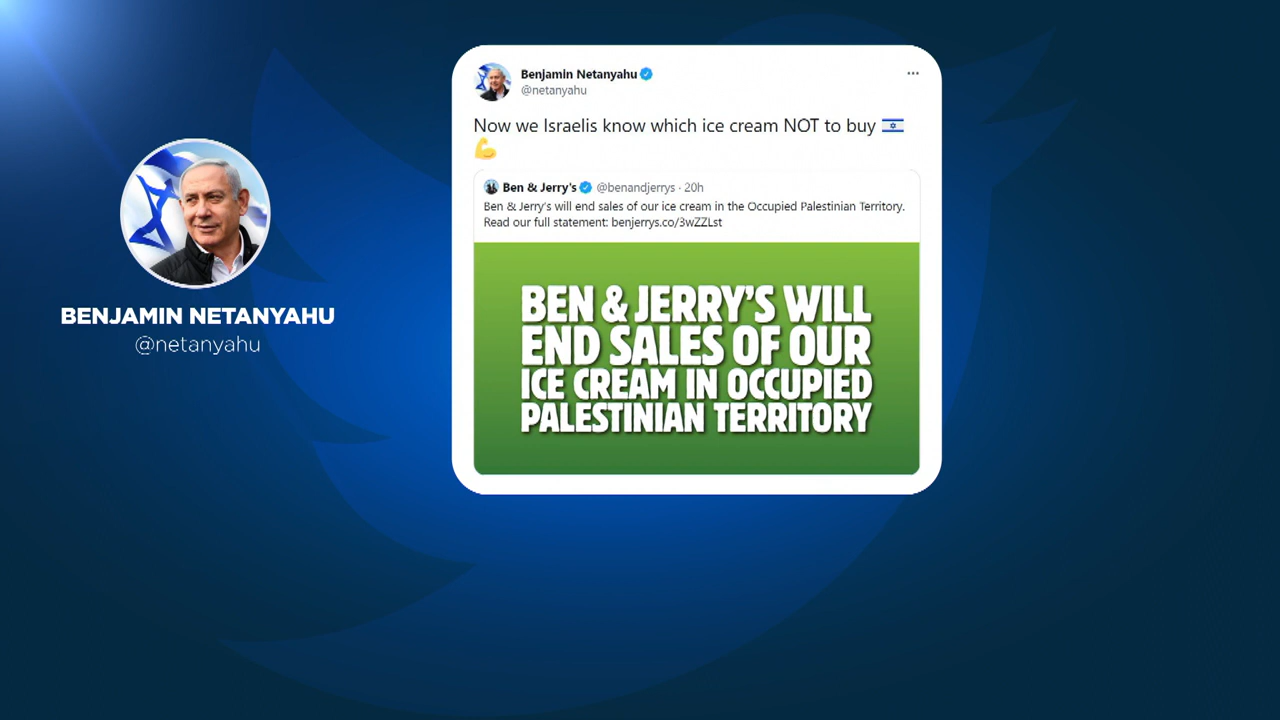 BENJAMIN NETANYAHU
@netanyahu
Benjamin Netanyahu
@netanyahu
Now we Israelis know which ice cream NOT to buy 🇮🇱
💪
Ben & Jerry's @benandjerrys · 20h
Ben & Jerry's will end sales of our ice cream in the Occupied Palestinian Territory.
Read our full statement: benjerrys.co/3wZZLst
BEN & JERRY'S WILL
END SALES OF OUR
ICE CREAM IN OCCUPIED
PALESTINIAN TERRITORY